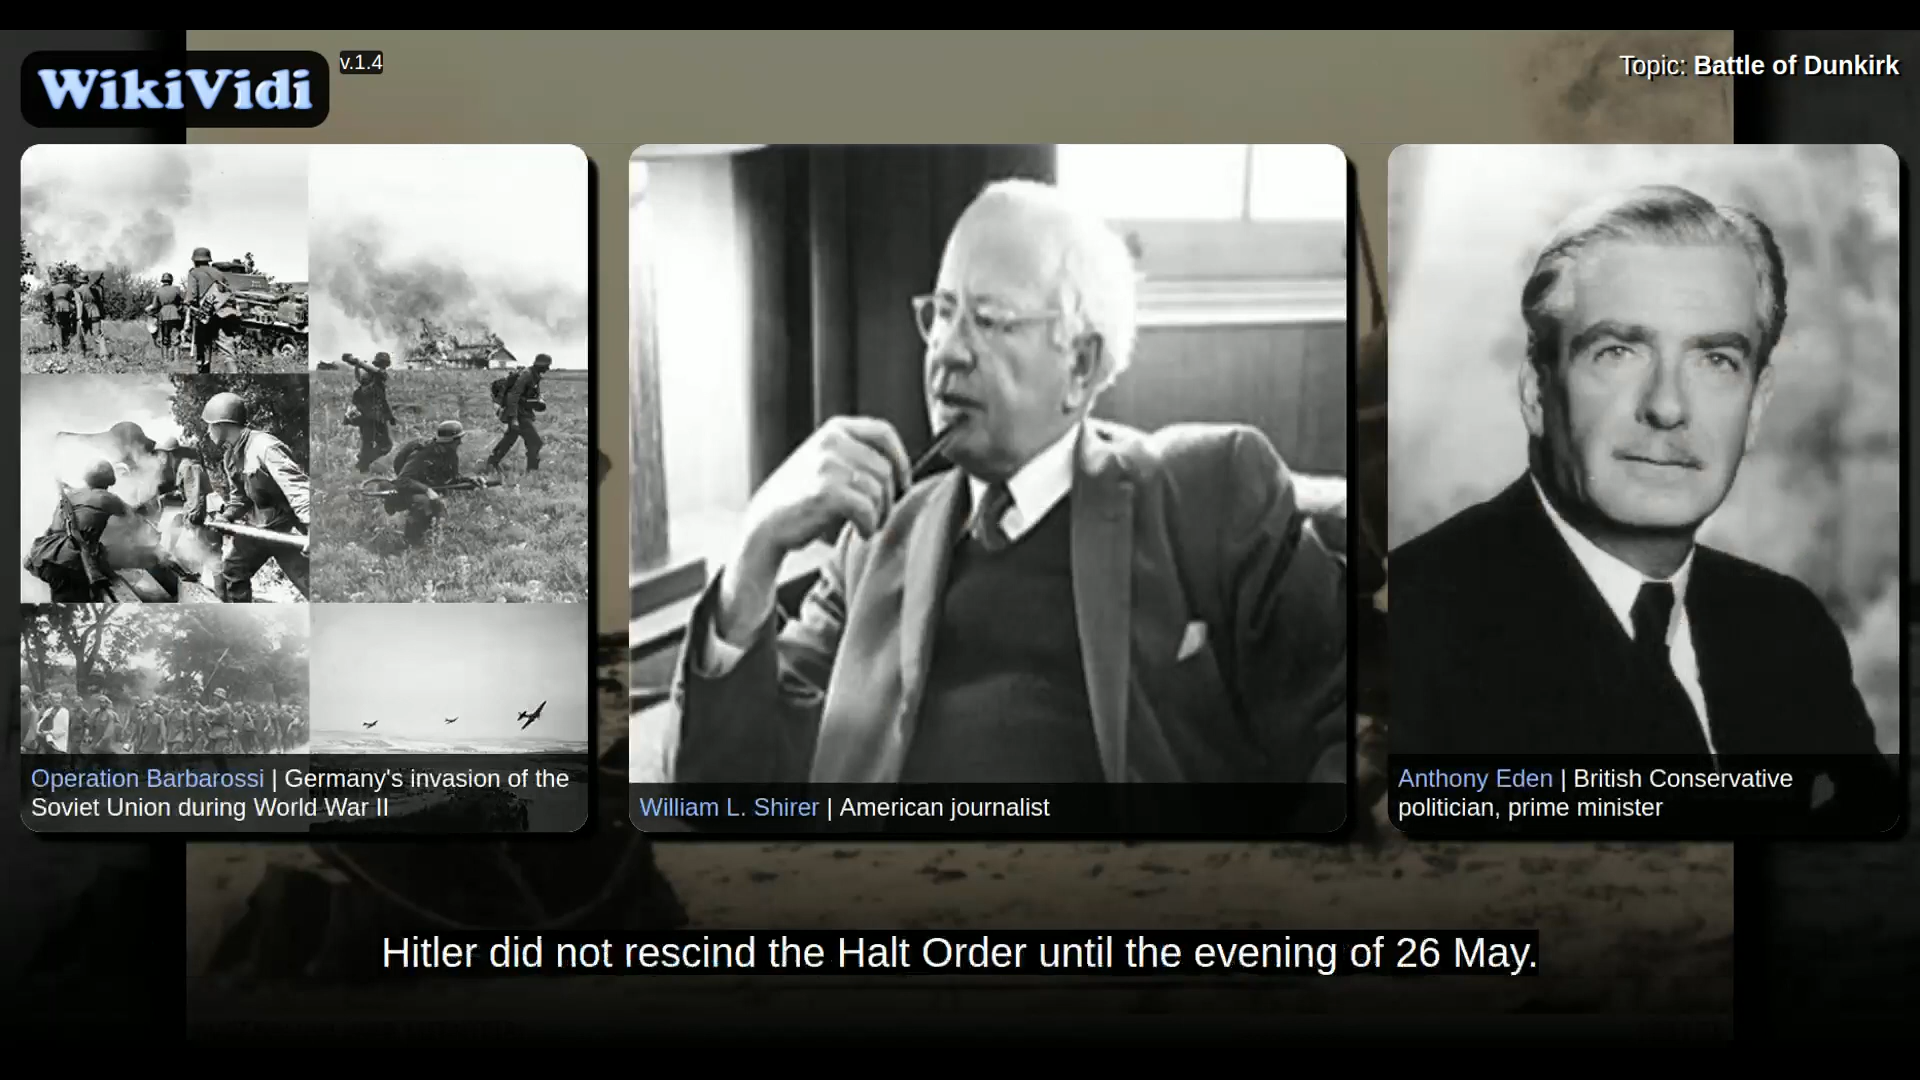 WikiVidi
v.1.4
Topic: Battle of Dunkirk
Operation Barbarossi | Germany's invasion of the
Soviet Union during World War II
William L. Shirer | American journalist
Anthony Eden | British Conservative
politician, prime minister
Hitler did not rescind the Halt Order until the evening of 26 May.